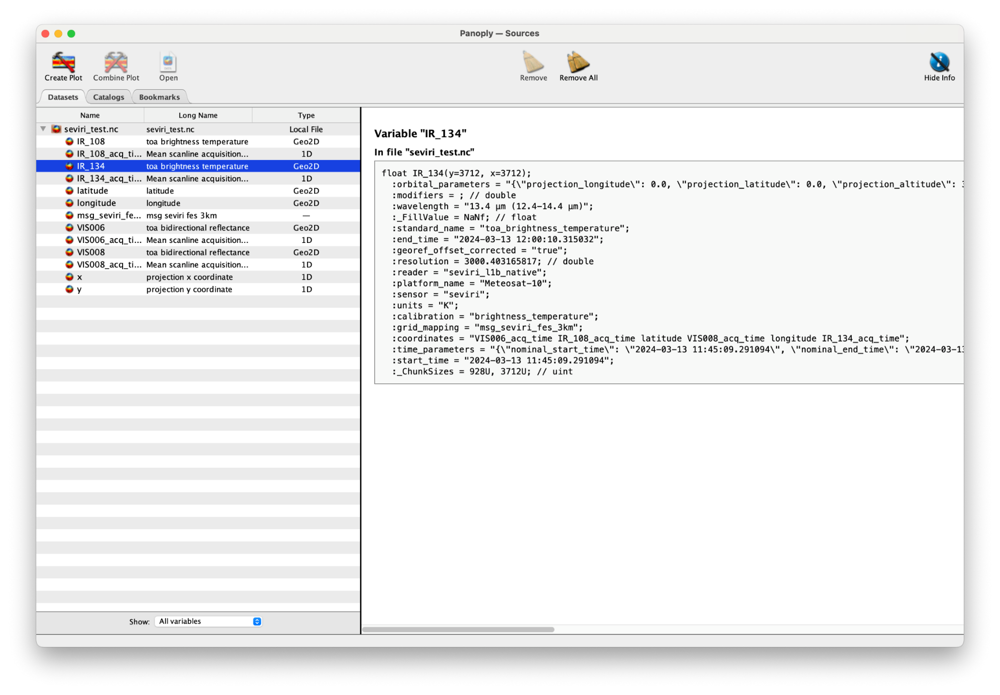 Panoply — Sources
Create Plot
Combine Plot
Open
Remove
Remove All
Hide Info
Datasets
Catalogs
Bookmarks
Name Long Name Type
seviri_test.nc seviri_test.nc Local File
IR_108 toa brightness temperature Geo2D
IR_108_acq_ti... Mean scanline acquisition... 1D
IR_134 toa brightness temperature Geo2D
IR_134_acq_ti... Mean scanline acquisition... 1D
latitude latitude Geo2D
longitude longitude Geo2D
msg_seviri_fe... msg seviri fes 3km —
VIS006 toa bidirectional reflectance Geo2D
VIS006_acq_ti... Mean scanline acquisition... 1D
VIS008 toa bidirectional reflectance Geo2D
VIS008_acq_ti... Mean scanline acquisition... 1D
x projection x coordinate 1D
y projection y coordinate 1D
Show: All variables
Variable "IR_134"
In file "seviri_test.nc"
float IR_134(y=3712, x=3712);
:orbital_parameters = "{\"projection_longitude\": 0.0, \"projection_latitude\": 0.0, \"projection_altitude\":
:modifiers = ; // double
:wavelength = "13.4 µm (12.4-14.4 µm)";
:_FillValue = NaNf; // float
:standard_name = "toa_brightness_temperature";
:end_time = "2024-03-13 12:00:10.315032";
:georef_offset_corrected = "true";
:resolution = 3000.403165817; // double
:reader = "seviri_l1b_native";
:platform_name = "Meteosat-10";
:sensor = "seviri";
:units = "K";
:calibration = "brightness_temperature";
:grid_mapping = "msg_seviri_fes_3km";
:coordinates = "VIS006_acq_time IR_108_acq_time latitude VIS008_acq_time longitude IR_134_acq_time";
:time_parameters = "{\"nominal_start_time\": \"2024-03-13 11:45:09.291094\", \"nominal_end_time\": \"2024-03-13
:start_time = "2024-03-13 11:45:09.291094";
:_ChunkSizes = 928U, 3712U; // uint